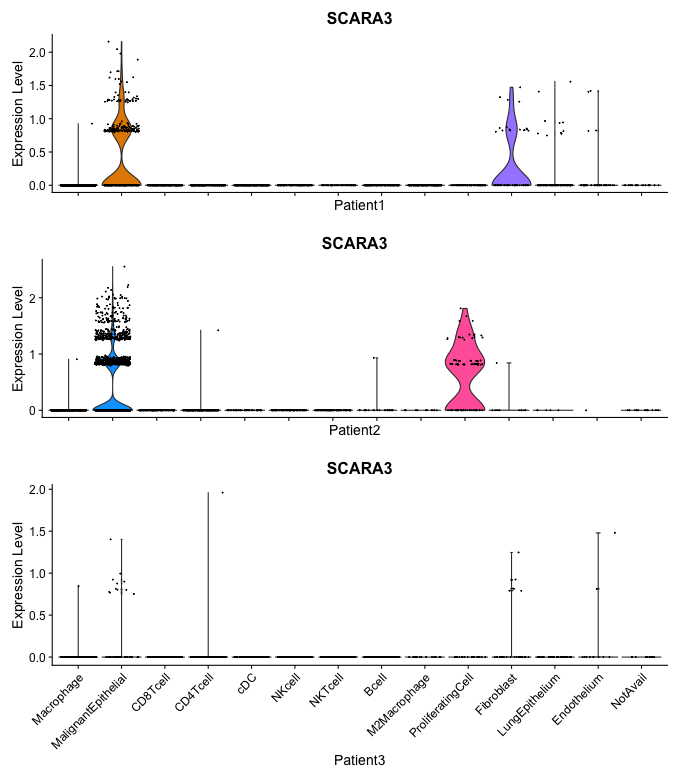 SCARA3
Expression Level
2.0
1.5
1.0
0.5
0.0
Patient1
SCARA3
Expression Level
2
1
0
Patient2
SCARA3
Expression Level
2.0
1.5
1.0
0.5
0.0
Macrophage
MalignantEpithelial
CD8Tcell
CD4Tcell
cDC
NKcell
NKTcell
Bcell
M2Macrophage
ProliferatingCell
Fibroblast
LungEpithelium
Endothelium
NotAvail
Patient3